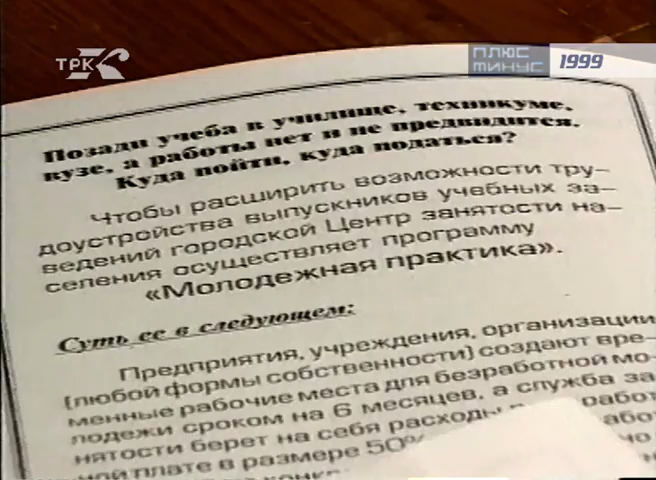 ТРК
ПЛЮС
МИНУС
1999
Позади учеба в училище, техникуме,
вузе, а работы нет и не предвидится.
Куда пойти, куда податься?
Чтобы расширить возможности тру-
доустройства выпускников учебных за-
ведений городской Центр занятости на-
селения осуществляет программу
«Молодежная практика».
Суть ее в следующем:
Предприятия, учреждения, организации
(любой формы собственности) создают вре-
менные рабочие места для безработной мо-
лодежи сроком на 6 месяцев, а служба за-
нятости берет на себя расходы
ной плате в размере 50%